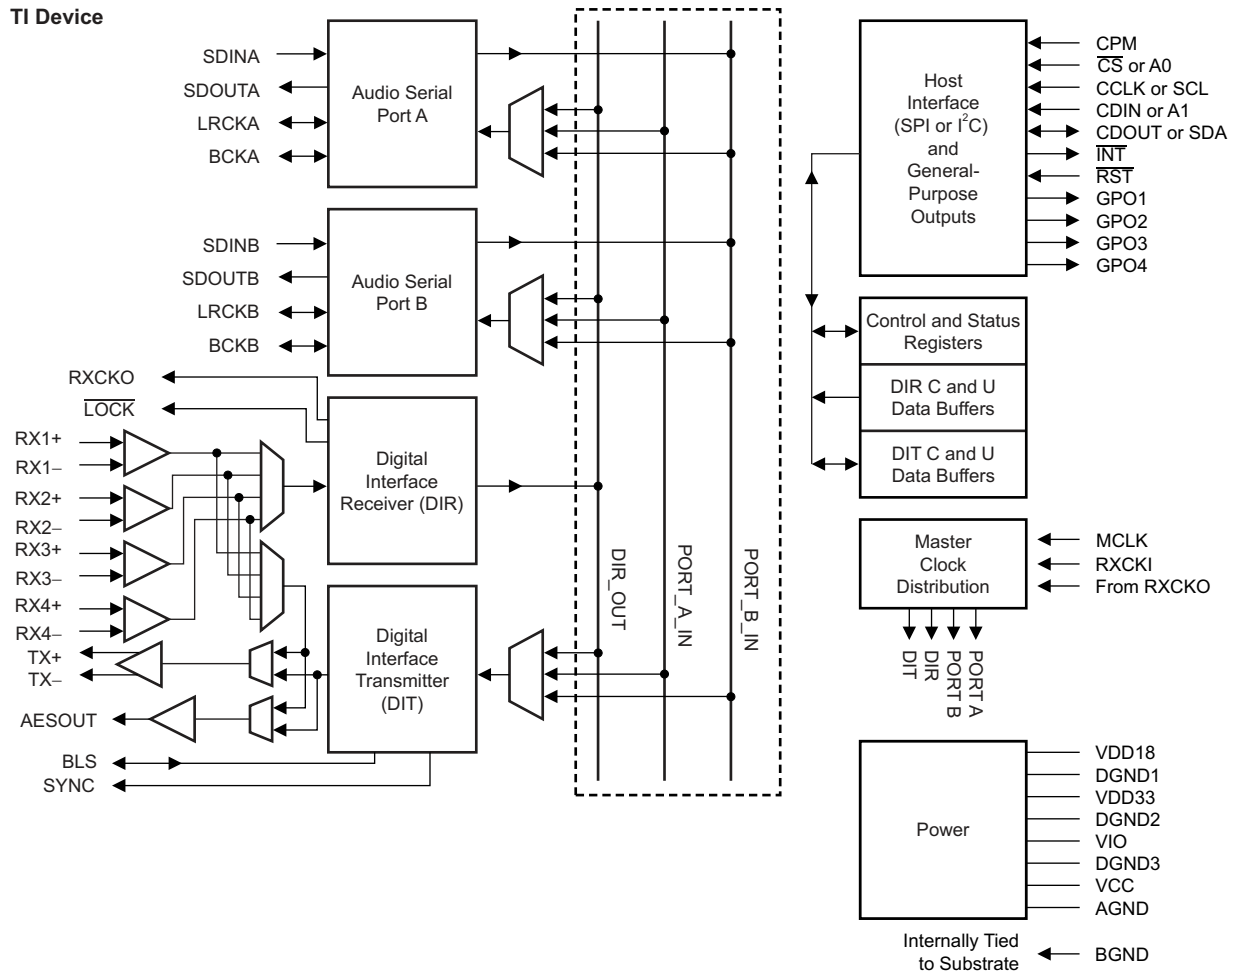 TI Device
SDINA
SDOUTA
LRCKA
BCKA
Audio Serial
Port A
SDINB
SDOUTB
LRCKB
BCKB
Audio Serial
Port B
RXCKO
LOCK
RX1+
RX1–
RX2+
RX2–
RX3+
RX3–
RX4+
RX4–
TX+
TX–
AESOUT
BLS
SYNC
Digital
Interface
Receiver (DIR)
Digital
Interface
Transmitter
(DIT)
DIR_OUT
PORT_A_IN
PORT_B_IN
Host
Interface
(SPI or I²C)
and
General-
Purpose
Outputs
CPM
CS or A0
CCLK or SCL
CDIN or A1
CDOUT or SDA
INT
RST
GPO1
GPO2
GPO3
GPO4
Control and Status
Registers
DIR C and U
Data Buffers
DIT C and U
Data Buffers
Master
Clock
Distribution
MCLK
RXCKI
From RXCKO
DIT
DIR
PORT B
PORT A
Power
VDD18
DGND1
VDD33
DGND2
VIO
DGND3
VCC
AGND
Internally Tied
to Substrate
BGND